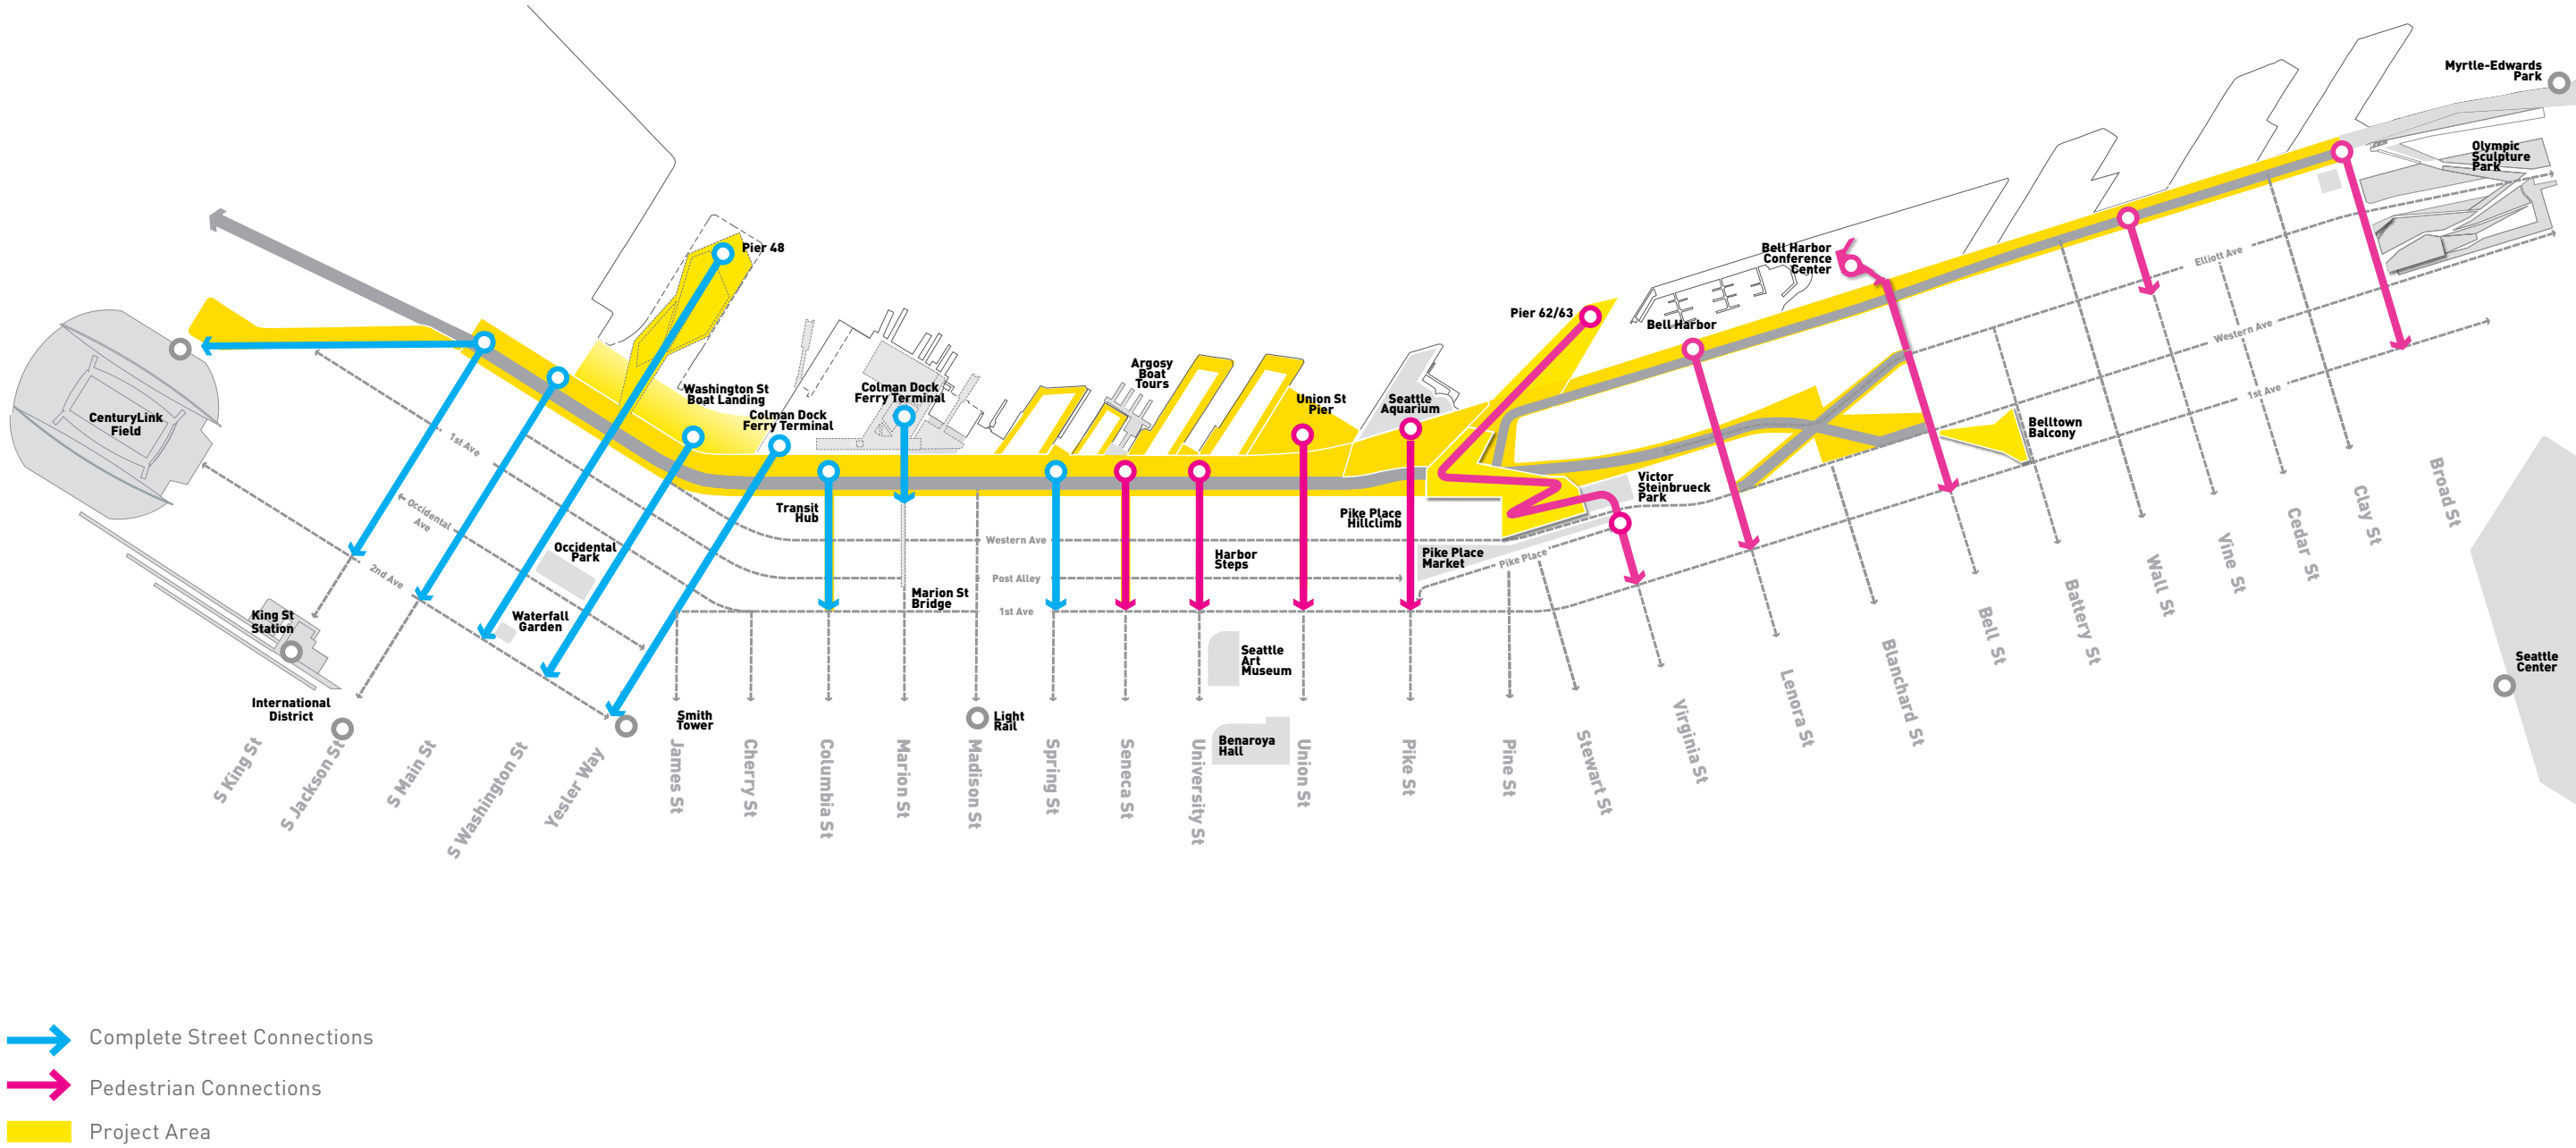 Myrtle-Edwards
Park
Olympic
Sculpture
Park
Pier 48
Bell Harbor
Conference
Center
Elliott Ave
Pier 62/63
Bell Harbor
Western Ave
Washington St
Boat Landing
Colman Dock
Ferry Terminal
Colman Dock
Ferry Terminal
Argosy
Boat
Tours
Union St
Pier
Seattle
Aquarium
1st Ave
CenturyLink
Field
Belltown
Balcony
1st Ave
Victor
Steinbrueck
Park
Occidental
Ave
Transit
Hub
Pike Place
Hillclimb
Western Ave
Occidental
Park
Harbor
Steps
Pike Place
Market
Pike Place
2nd Ave
Post Alley
Marion St
Bridge
1st Ave
King St
Station
Waterfall
Garden
Seattle
Art
Museum
Seattle
Center
International
District
Smith
Tower
Light
Rail
Benaroya
Hall
S King St
S Jackson St
S Main St
S Washington St
Yesler Way
James St
Cherry St
Columbia St
Marion St
Madison St
Spring St
Seneca St
University St
Union St
Pike St
Pine St
Stewart St
Virginia St
Lenora St
Blanchard St
Bell St
Battery St
Wall St
Vine St
Cedar St
Clay St
Broad St
Complete Street Connections
Pedestrian Connections
Project Area